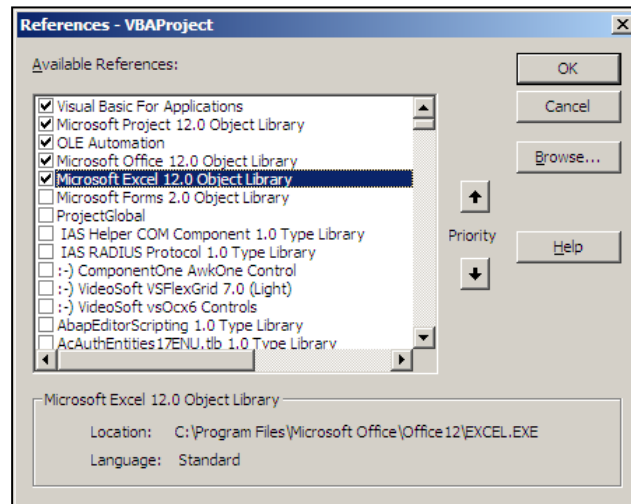 References - VBAProject
Available References:
Visual Basic For Applications
Microsoft Project 12.0 Object Library
OLE Automation
Microsoft Office 12.0 Object Library
Microsoft Excel 12.0 Object Library
Microsoft Forms 2.0 Object Library
ProjectGlobal
IAS Helper COM Component 1.0 Type Library
IAS RADIUS Protocol 1.0 Type Library
:-) ComponentOne AwkOne Control
:-) VideoSoft VSFlexGrid 7.0 (Light)
:-) VideoSoft vsOcx6 Controls
AbapEditorScripting 1.0 Type Library
AcAuthEntities17ENU.tlb 1.0 Type Library
Priority
OK
Cancel
Browse...
Help
Microsoft Excel 12.0 Object Library
Location: C:\Program Files\Microsoft Office\Office12\EXCEL.EXE
Language: Standard